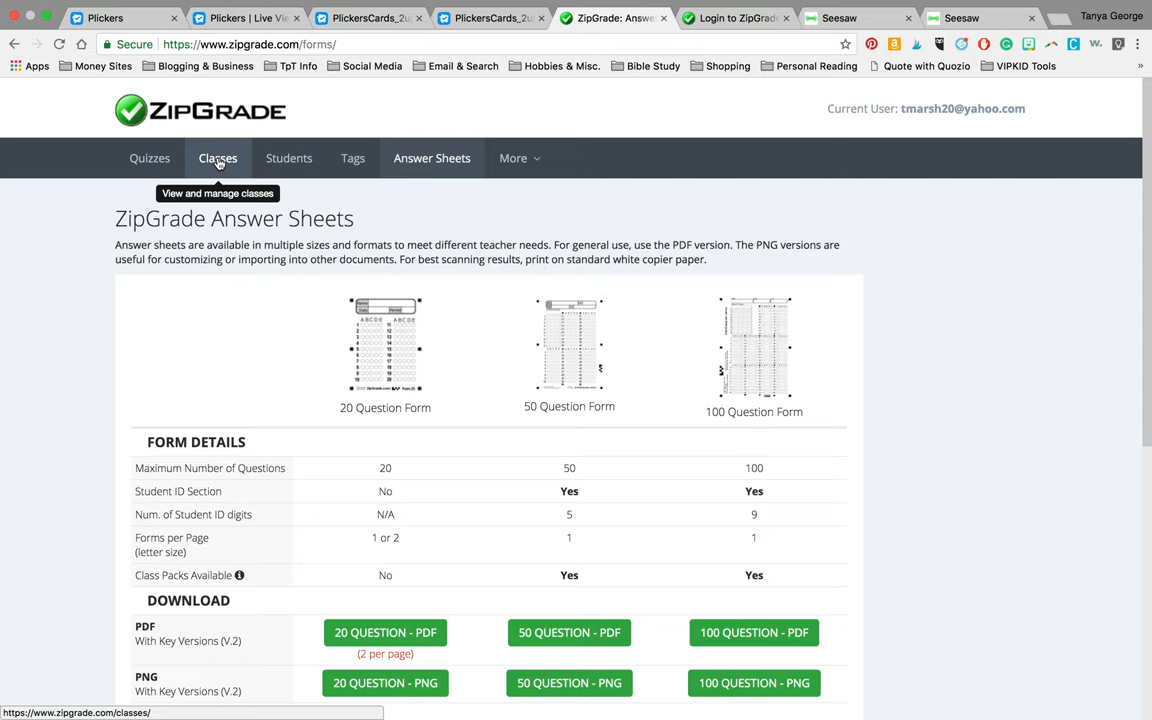 Plickers
Plickers | Live Vie
PlickersCards_2u
PlickersCards_2u
ZipGrade: Answe
Login to ZipGrad
Seesaw
Seesaw
Tanya George
Secure
https://www.zipgrade.com/forms/
Apps
Money Sites
Blogging & Business
TpT Info
Social Media
Email & Search
Hobbies & Misc.
Bible Study
Shopping
Personal Reading
Quote with Quozio
VIPKID Tools
»
ZIPGRADE
Current User: tmarsh20@yahoo.com
Quizzes
Classes
Students
Tags
Answer Sheets
More
View and manage classes
ZipGrade Answer Sheets
Answer sheets are available in multiple sizes and formats to meet different teacher needs. For general use, use the PDF version. The PNG versions are
useful for customizing or importing into other documents. For best scanning results, print on standard white copier paper.
20 Question Form
50 Question Form
100 Question Form
FORM DETAILS
Maximum Number of Questions 20 50 100
Student ID Section No Yes Yes
Num. of Student ID digits N/A 5 9
Forms per Page 1 or 2 1 1
(letter size)
Class Packs Available No Yes Yes
DOWNLOAD
PDF
With Key Versions (V.2)
20 QUESTION - PDF
50 QUESTION - PDF
100 QUESTION - PDF
(2 per page)
PNG
With Key Versions (V.2)
20 QUESTION - PNG
50 QUESTION - PNG
100 QUESTION - PNG
https://www.zipgrade.com/classes/